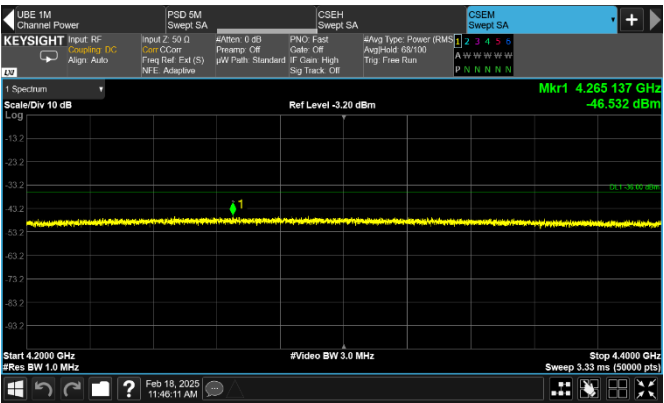 UBE 1M
Channel Power
PSD 5M
Swept SA
CSEH
Swept SA
CSEM
Swept SA
KEYSIGHT
Input: RF
Coupling: DC
Align: Auto
Input Z: 50 Ω
Corr CCorr
Freq Ref: Ext (S)
NFE: Adaptive
#Atten: 0 dB
Preamp: Off
µW Path: Standard
PNO: Fast
Gate: Off
IF Gain: High
Sig Track: Off
#Avg Type: Power (RMS)
Avg|Hold: 68/100
Trig: Free Run
1 2 3 4 5 6
A W W W W W
P N N N N N
LXI
1 Spectrum
Scale/Div 10 dB
Ref Level -3.20 dBm
Mkr1 4.265 137 GHz
-46.532 dBm
Log
-13.2
-23.2
-33.2
-43.2
-53.2
-63.2
-73.2
-83.2
-93.2
DL1 -36.00 dBm
1
Start 4.2000 GHz
#Video BW 3.0 MHz
Stop 4.4000 GHz
#Res BW 1.0 MHz
Sweep 3.33 ms (50000 pts)
?
Feb 18, 2025
11:46:11 AM